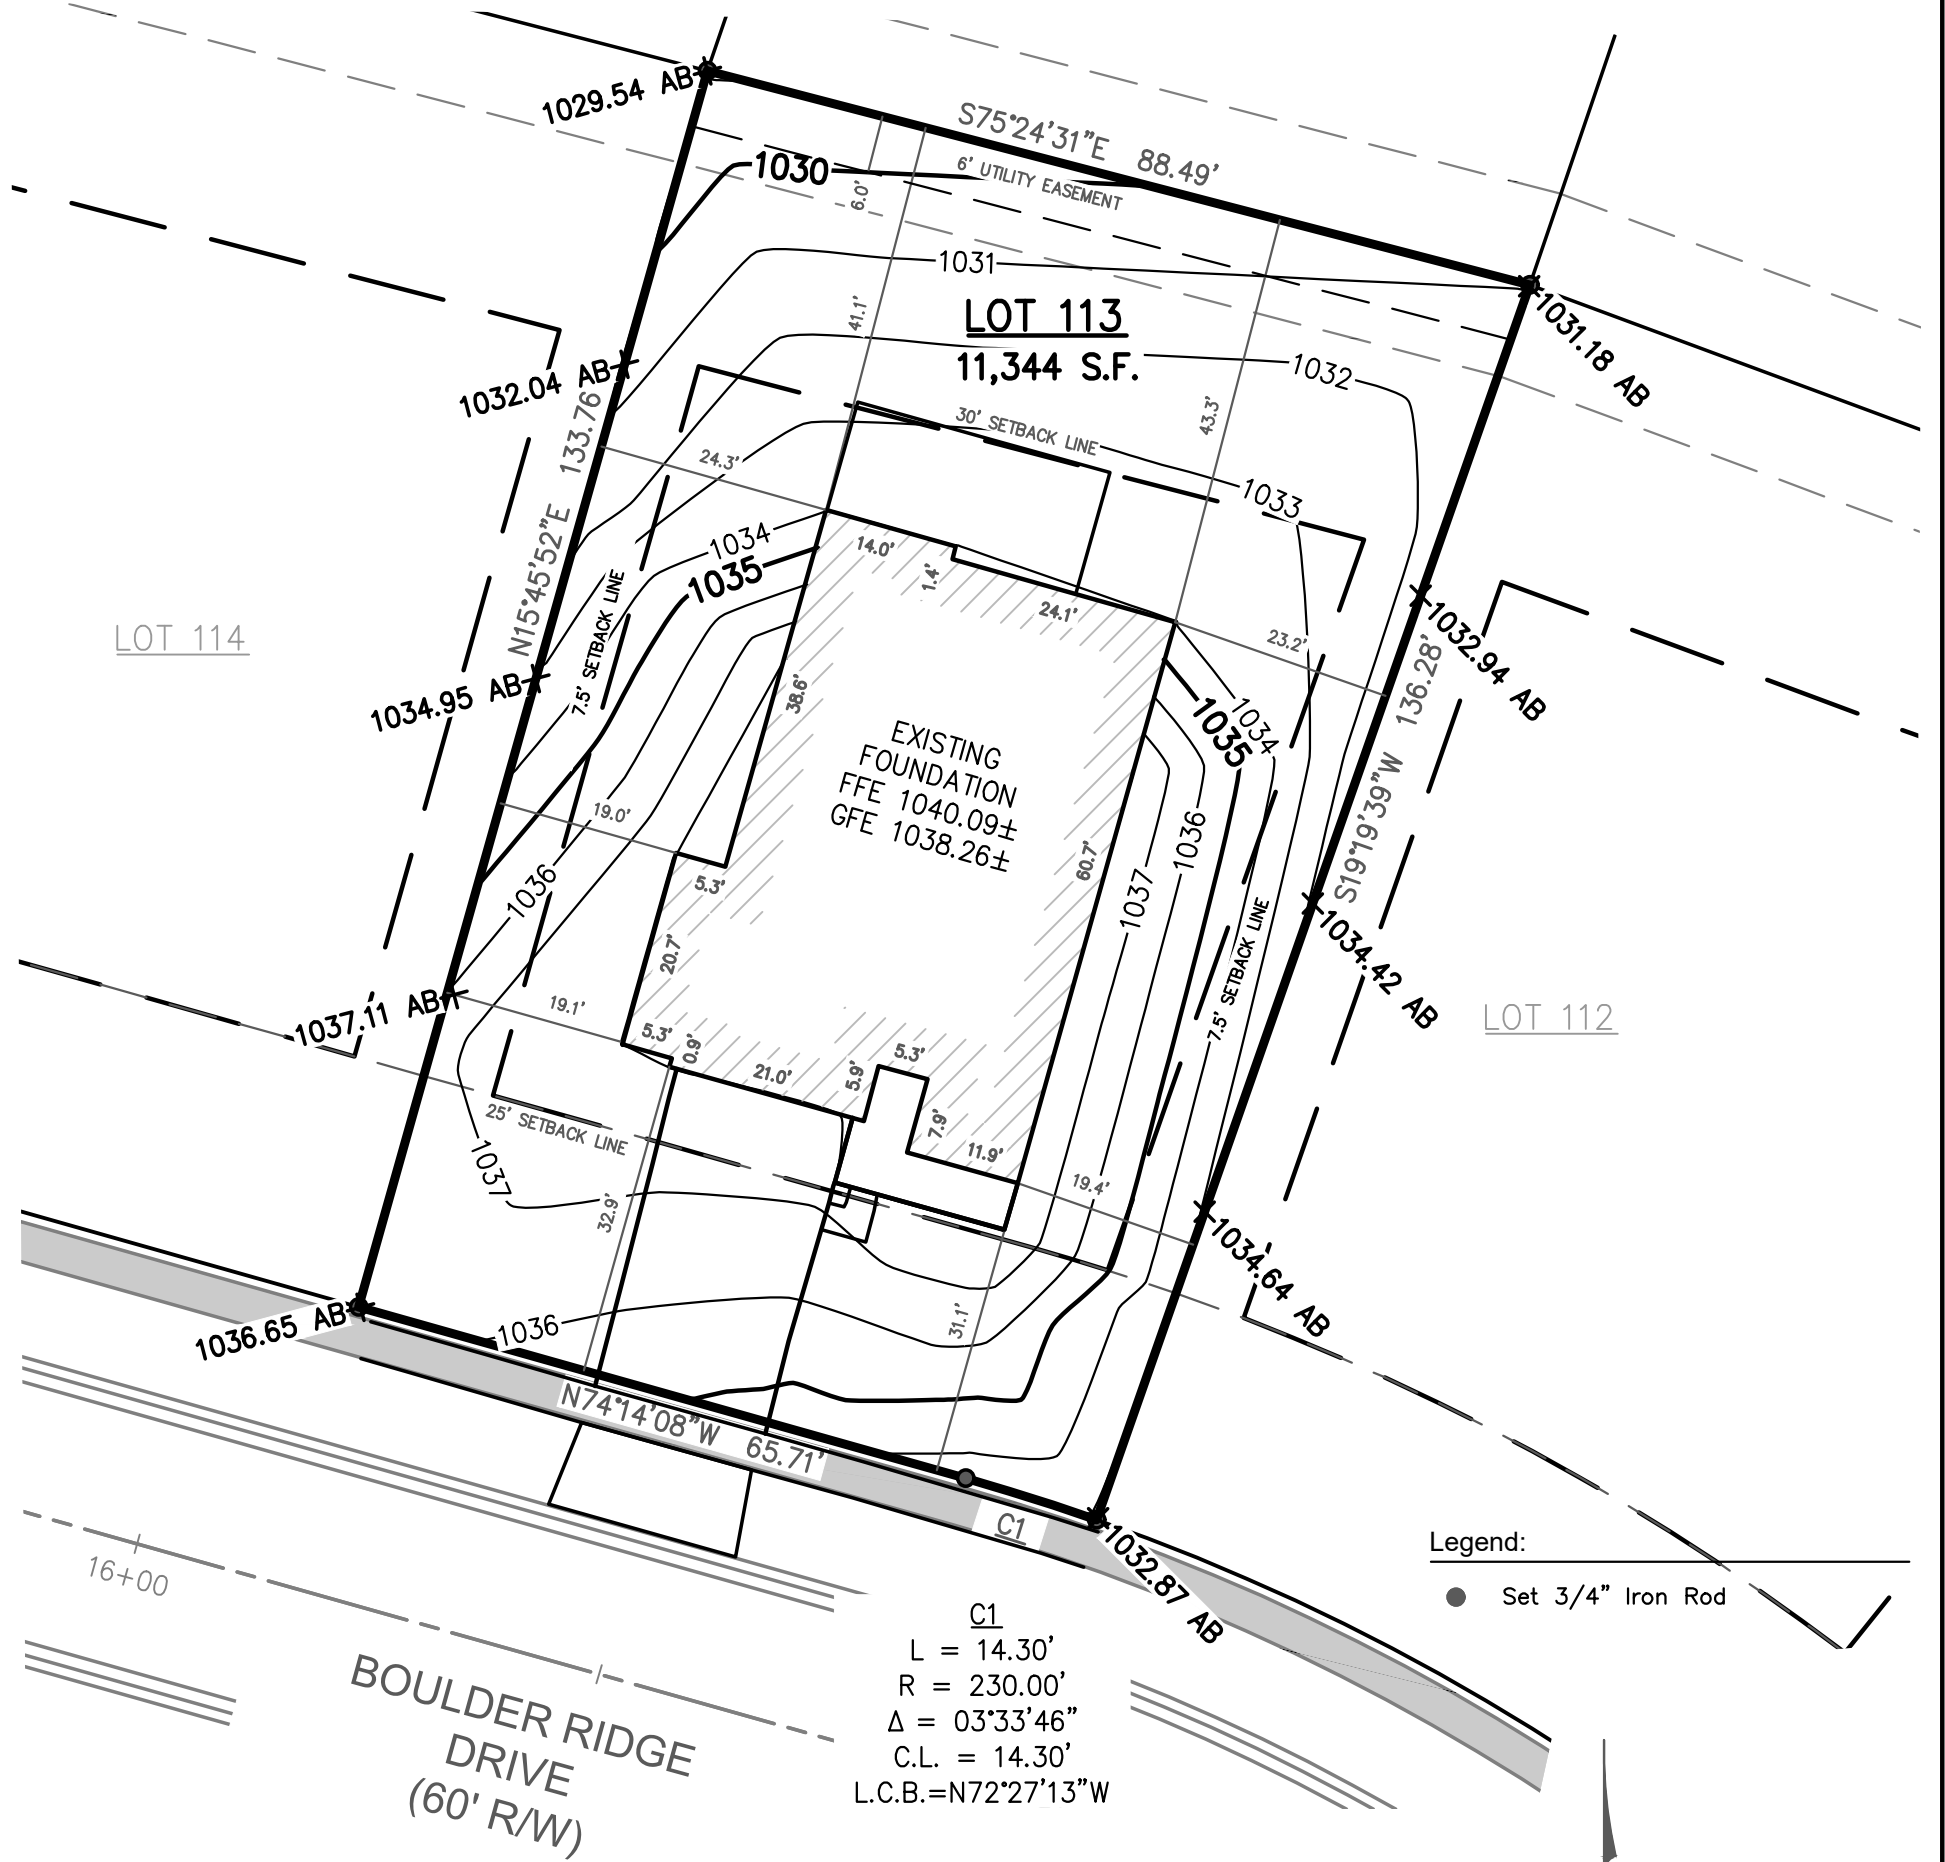 1029.54 AB
S75°24'31"E 88.49'
6' UTILITY EASEMENT
1030
6.0'
1031
LOT 113
11,344 S.F.
41.1'
43.3'
1031.18 AB
1032
1032.04 AB
30' SETBACK LINE
24.3'
1033
N15°45'52"E 133.76'
1034
1035
14.0'
1.4'
24.1'
23.2'
1032.94 AB
7.5' SETBACK LINE
LOT 114
1034.95 AB
38.6'
EXISTING
FOUNDATION
FFE 1040.09±
GFE 1038.26±
1034
1035
S19°19'39"W 136.28'
19.0'
5.3'
60.7'
1036
1037
1036
1034.42 AB
7.5' SETBACK LINE
20.7'
LOT 112
1037.11 AB
19.1'
5.3'
0.9'
21.0'
5.9'
5.3'
7.9'
11.9'
25' SETBACK LINE
1037
32.9'
19.4'
1034.64 AB
31.1'
1036.65 AB
1036
N74°14'08"W 65.71'
C1
1032.87 AB
Legend:
Set 3/4" Iron Rod
16+00
BOULDER RIDGE
DRIVE
(60' R/W)
C1
L = 14.30'
R = 230.00'
Δ = 03°33'46"
C.L. = 14.30'
L.C.B.=N72°27'13"W